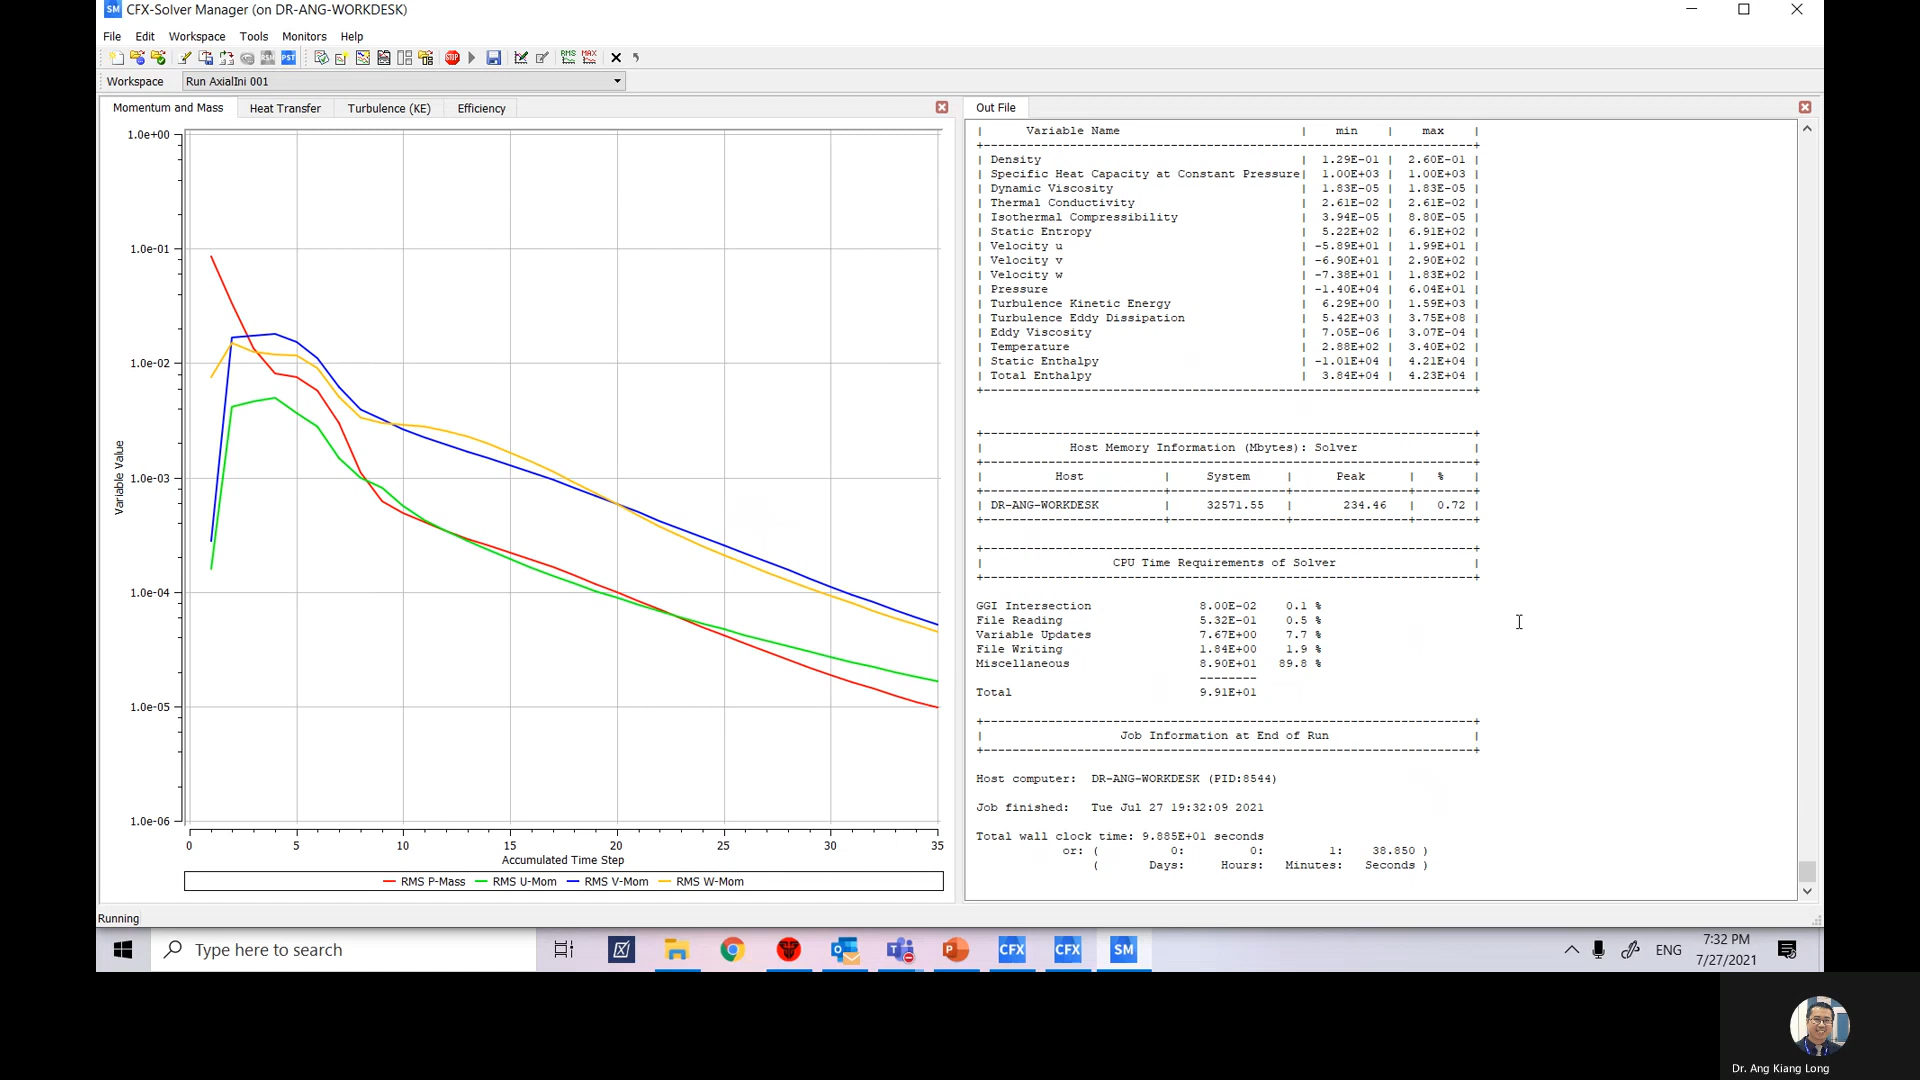 SM CFX-Solver Manager (on DR-ANG-WORKDESK)
File Edit Workspace Tools Monitors Help
Workspace Run AxialIni 001
Momentum and Mass Heat Transfer Turbulence (KE) Efficiency
1.0e+00
1.0e-01
1.0e-02
1.0e-03
1.0e-04
1.0e-05
1.0e-06
Variable Value
0 5 10 15 20 25 30 35
Accumulated Time Step
RMS P-Mass RMS U-Mom RMS V-Mom RMS W-Mom
Running
Out File
| Variable Name | min | max |
+--------------------------------------------------------------------+
| Density | 1.29E-01 | 2.60E-01 |
| Specific Heat Capacity at Constant Pressure| 1.00E+03 | 1.00E+03 |
| Dynamic Viscosity | 1.83E-05 | 1.83E-05 |
| Thermal Conductivity | 2.61E-02 | 2.61E-02 |
| Isothermal Compressibility | 3.94E-05 | 8.80E-05 |
| Static Entropy | 5.22E+02 | 6.91E+02 |
| Velocity u | -5.89E+01 | 1.99E+01 |
| Velocity v | -6.90E+01 | 2.90E+02 |
| Velocity w | -7.38E+01 | 1.83E+02 |
| Pressure | -1.40E+04 | 6.04E+01 |
| Turbulence Kinetic Energy | 6.29E+00 | 1.59E+03 |
| Turbulence Eddy Dissipation | 5.42E+03 | 3.75E+08 |
| Eddy Viscosity | 7.05E-06 | 3.07E-04 |
| Temperature | 2.88E+02 | 3.40E+02 |
| Static Enthalpy | -1.01E+04 | 4.21E+04 |
| Total Enthalpy | 3.84E+04 | 4.23E+04 |
+--------------------------------------------------------------------+
+--------------------------------------------------------------------+
| Host Memory Information (Mbytes): Solver |
+--------------------------------------------------------------------+
| Host | System | Peak | % |
+--------------------------+----------------+----------------+--------+
| DR-ANG-WORKDESK | 32571.55 | 234.46 | 0.72 |
+--------------------------+----------------+----------------+--------+
+--------------------------------------------------------------------+
| CPU Time Requirements of Solver |
+--------------------------------------------------------------------+
GGI Intersection 8.00E-02 0.1 %
File Reading 5.32E-01 0.5 %
Variable Updates 7.67E+00 7.7 %
File Writing 1.84E+00 1.9 %
Miscellaneous 8.90E+01 89.8 %
--------
Total 9.91E+01
+--------------------------------------------------------------------+
| Job Information at End of Run |
+--------------------------------------------------------------------+
Host computer: DR-ANG-WORKDESK (PID:8544)
Job finished: Tue Jul 27 19:32:09 2021
Total wall clock time: 9.885E+01 seconds
or: ( 0: 0: 1: 38.850 )
( Days: Hours: Minutes: Seconds )
Type here to search
CFX CFX SM
ENG
7:32 PM
7/27/2021
Dr. Ang Kiang Long